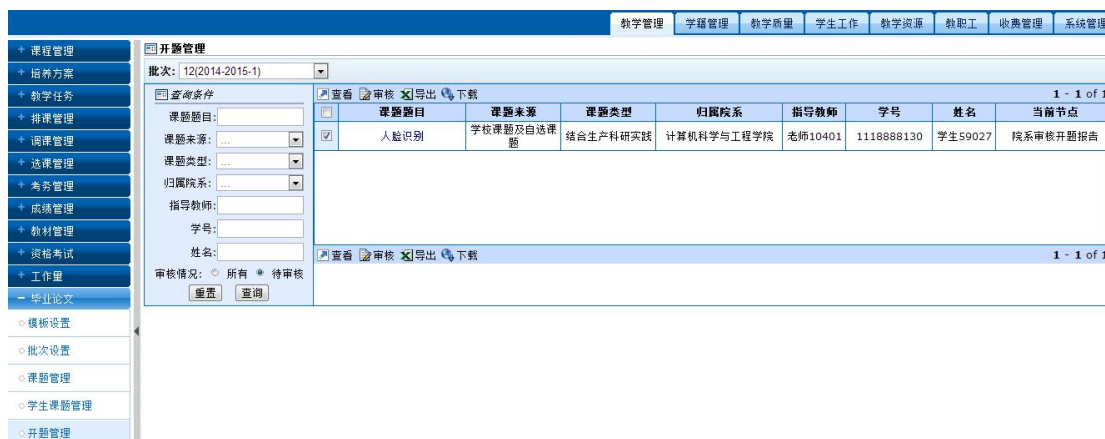 教学管理 学籍管理 教学质量 学生工作 教学资源 教职工 收费管理 系统管理
+ 课程管理
+ 培养方案
+ 教学任务
+ 排课管理
+ 调课管理
+ 选课管理
+ 考务管理
+ 成绩管理
+ 教材管理
+ 资格考试
+ 工作量
- 毕业论文
模板设置
批次设置
课题管理
学生课题管理
开题管理
开题管理
批次: 12(2014-2015-1)
查询条件
课题题目:
课题来源: ...
课题类型: ...
归属院系: ...
指导教师:
学号:
姓名:
审核情况: 所有 待审核
重置 查询
查看 审核 导出 下载 1 - 1 of 1
课题题目 课题来源 课题类型 归属院系 指导教师 学号 姓名 当前节点
人脸识别 学校课题及自选课题 结合生产科研实践 计算机科学与工程学院 老师10401 1118888130 学生59027 院系审核开题报告
查看 审核 导出 下载 1 - 1 of 1